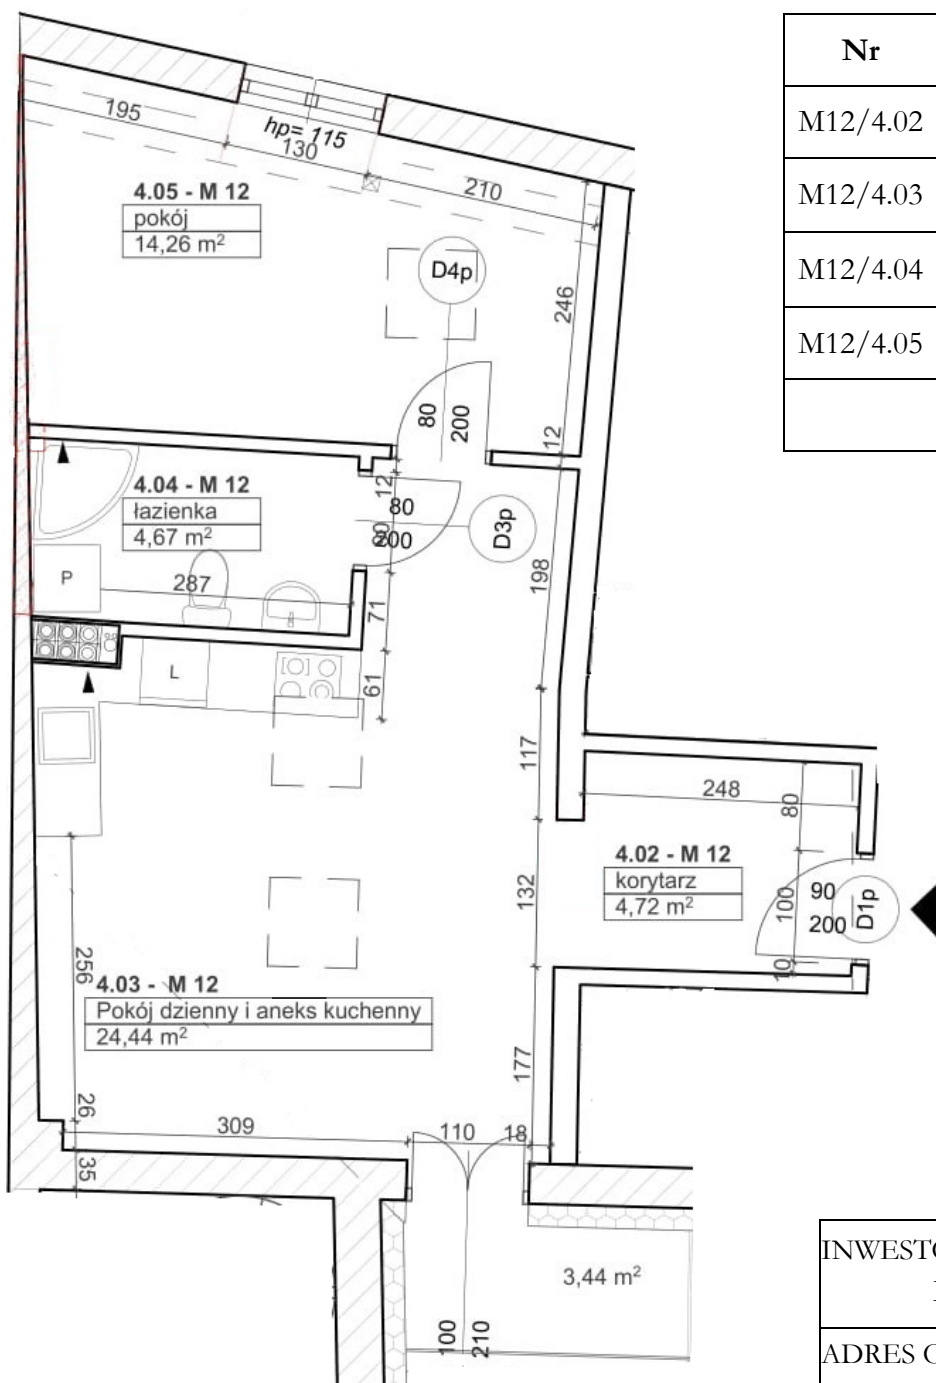 Nr
M12/4.02
M12/4.03
M12/4.04
M12/4.05
195
hp= 115
130
210
4.05 - M 12
pokój
14,26 m²
D4p
246
80
200
12
4.04 - M 12
łazienka
4,67 m²
12
80
200
D3p
P
287
71
198
L
61
117
248
80
4.02 - M 12
korytarz
4,72 m²
132
100
90
200
D1p
10
256
4.03 - M 12
Pokój dzienny i aneks kuchenny
24,44 m²
177
26
309
110
18
35
3,44 m²
100
210
INWESTO
ADRES O